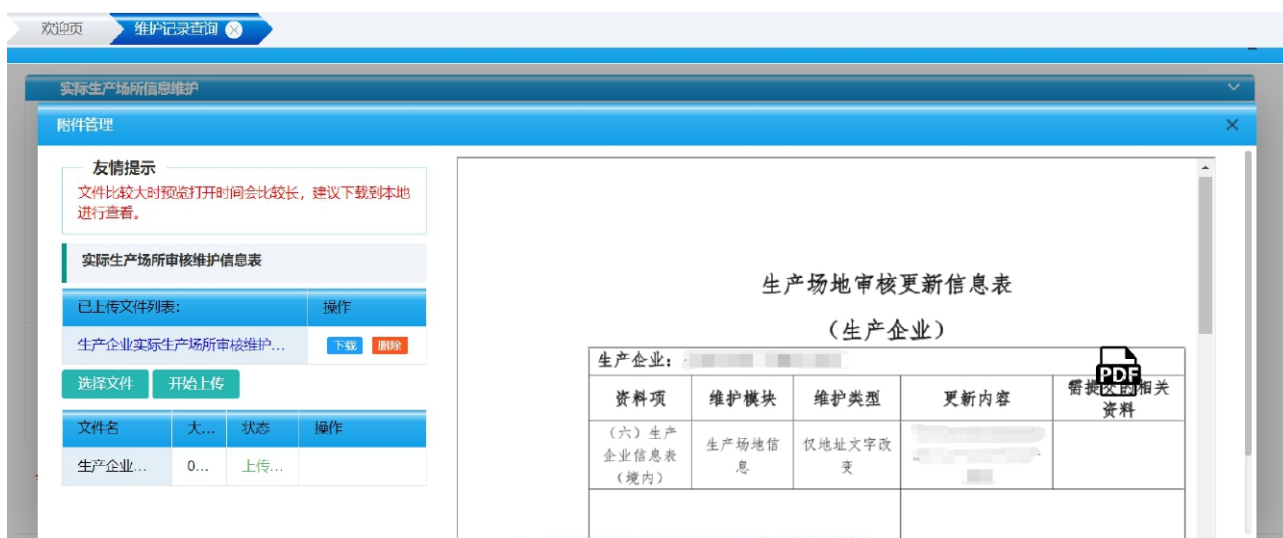 欢迎页
维护记录查询
实际生产场所信息维护
附件管理
友情提示
文件比较大时预览打开时间会比较长，建议下载到本地
进行查看。
实际生产场所审核维护信息表
已上传文件列表：
操作
生产企业实际生产场所审核维护...
下载
删除
选择文件
开始上传
文件名
大...
状态
操作
生产企业...
0...
上传...
生产场地审核更新信息表
（生产企业）
生产企业：
资料项
维护模块
维护类型
更新内容
需提交的相关
资料
PDF
（六）生产
企业信息表
（境内）
生产场地信
息
仅地址文字改
变